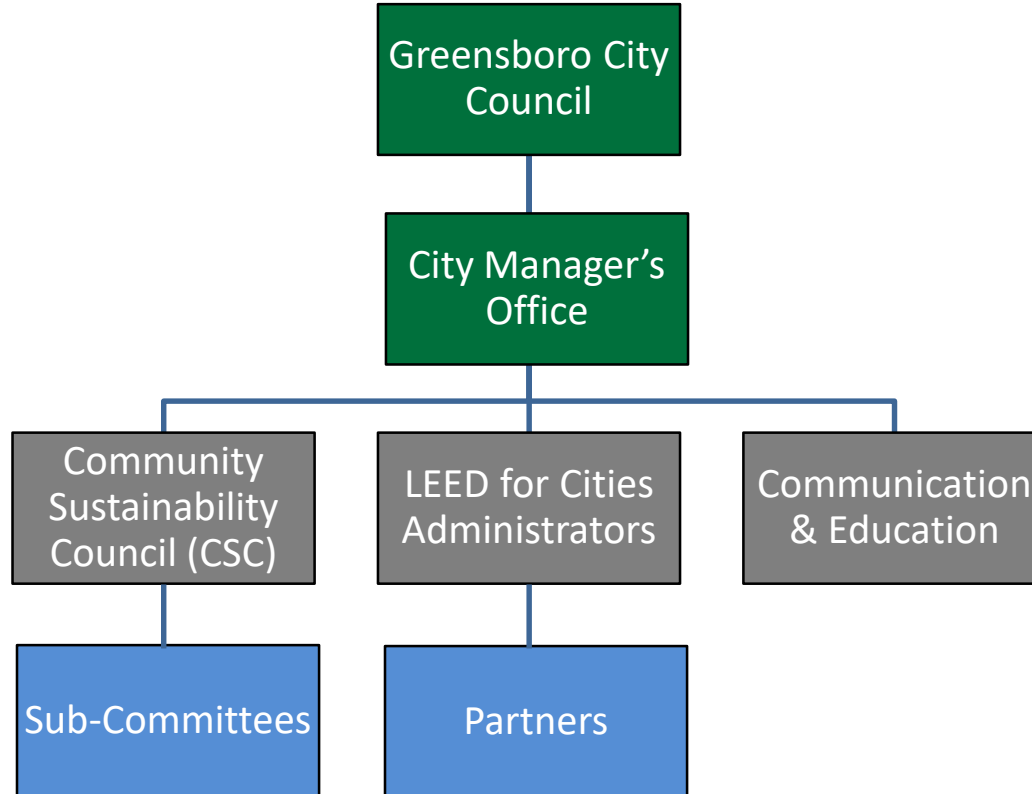 Greensboro City
Council
City Manager’s
Office
Community
Sustainability
Council (CSC)
LEED for Cities
Administrators
Communication
& Education
Sub-Committees
Partners